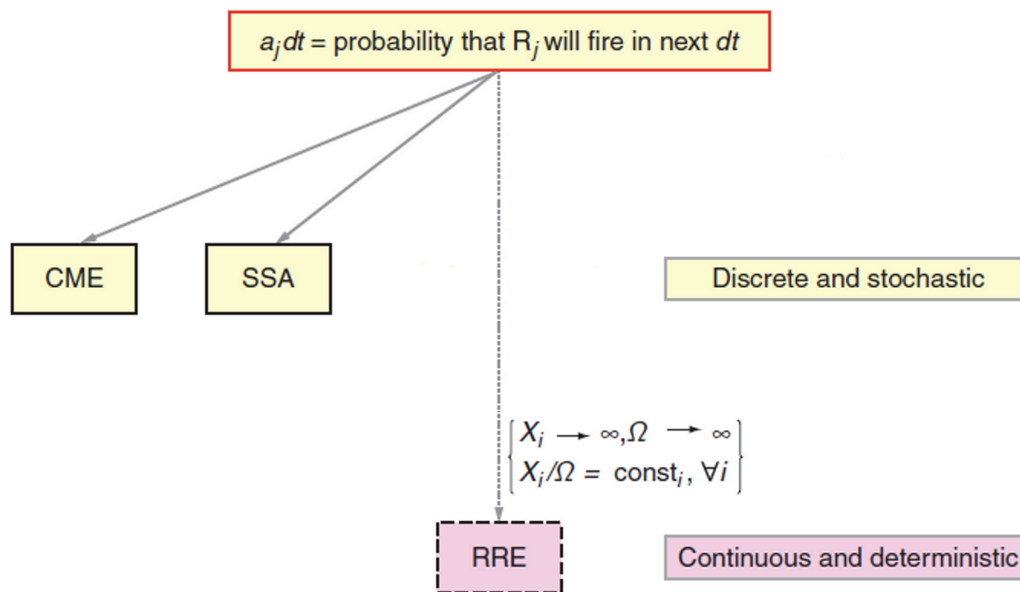 a_j dt = probability that R_j will fire in next dt
CME
SSA
Discrete and stochastic
X_i → ∞,Ω → ∞
X_i/Ω = const_i, ∀i
RRE
Continuous and deterministic